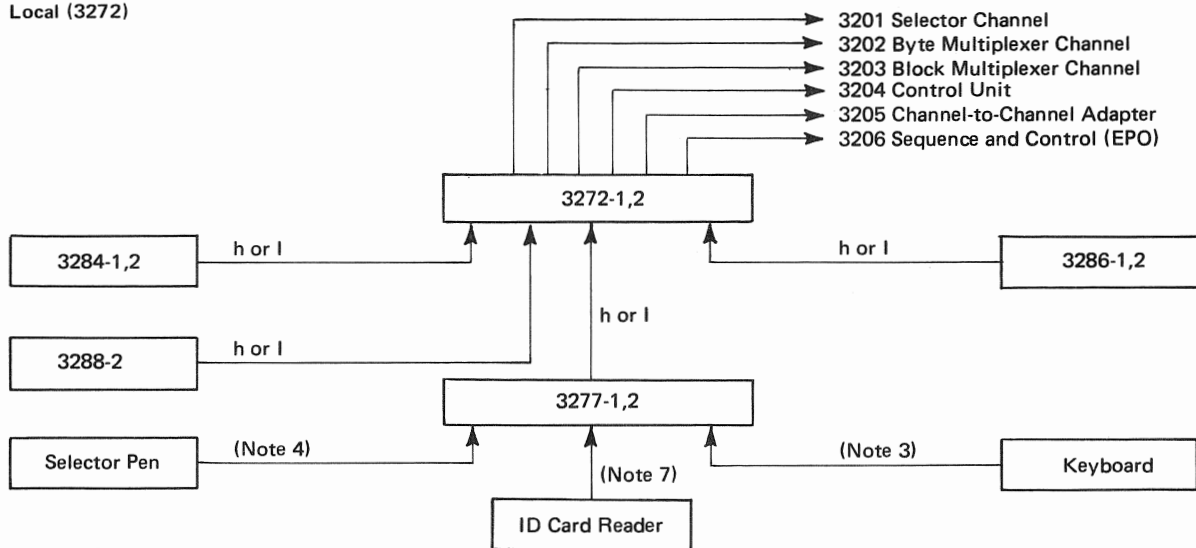 Local (3272)
3201 Selector Channel
3202 Byte Multiplexer Channel
3203 Block Multiplexer Channel
3204 Control Unit
3205 Channel-to-Channel Adapter
3206 Sequence and Control (EPO)
3272-1,2
3284-1,2
h or l
h or l
3286-1,2
h or l
3288-2
h or l
3277-1,2
Selector Pen
(Note 4)
(Note 7)
(Note 3)
Keyboard
ID Card Reader